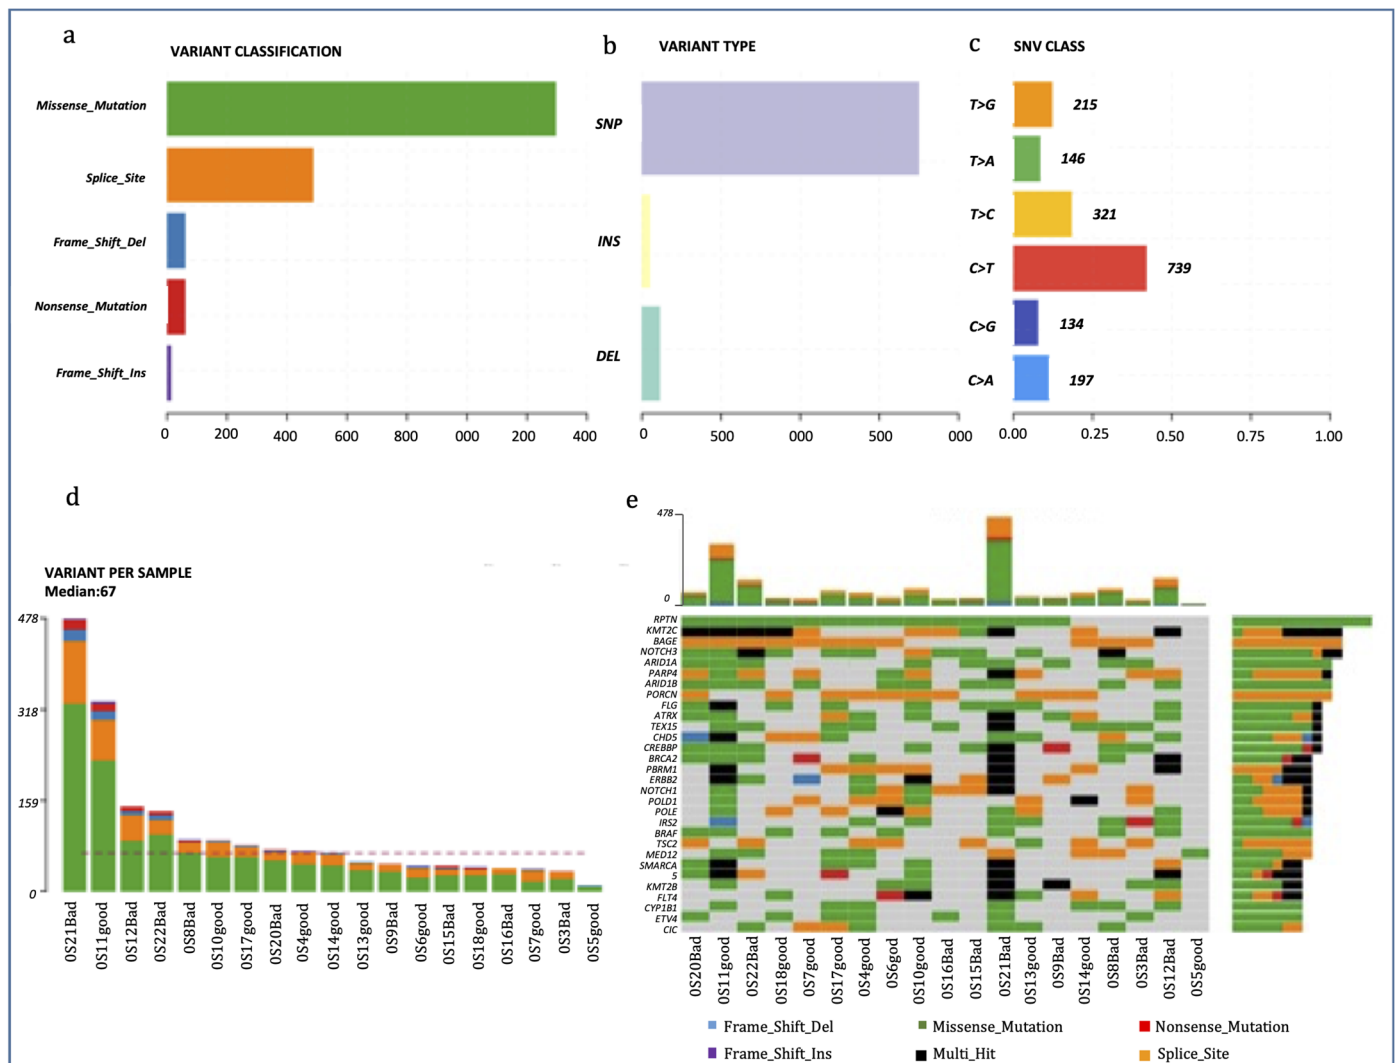 a
VARIANT CLASSIFICATION
Missense_Mutation
Splice_Site
Frame_Shift_Del
Nonsense_Mutation
Frame_Shift_Ins
0 200 400 600 800 000 200 400
b
VARIANT TYPE
SNP
INS
DEL
0 500 000 500 000
c
SNV CLASS
T>G 215
T>A 146
T>C 321
C>T 739
C>G 134
C>A 197
0.00 0.25 0.50 0.75 1.00
d
VARIANT PER SAMPLE
Median:67
478
318
159
0
0S21Bad
0S11good
0S12Bad
0S22Bad
0S8Bad
0S10good
0S17good
0S20Bad
0S4good
0S14good
0S13good
0S9Bad
0S6good
0S15Bad
0S18good
0S16Bad
0S7good
0S3Bad
0S5good
e
478
0
RPTN
KMT2C
BAGE
NOTCH3
ARID1A
PARP4
ARID1B
PORCN
FLG
ATRX
TEX15
CHD5
CREBBP
BRCA2
PBRM1
ERBB2
NOTCH1
POLD1
POLE
IRS2
BRAF
TSC2
MED12
SMARCA
5
KMT2B
FLT4
CYP1B1
ETV4
CIC
0S20Bad
0S11good
0S22Bad
0S18good
0S7good
0S17good
0S4good
0S6good
0S10good
0S16Bad
0S15Bad
0S21Bad
0S13good
0S9Bad
0S14good
0S8Bad
0S3Bad
0S12Bad
0S5good
Frame_Shift_Del Missense_Mutation Nonsense_Mutation
Frame_Shift_Ins Multi_Hit Splice_Site